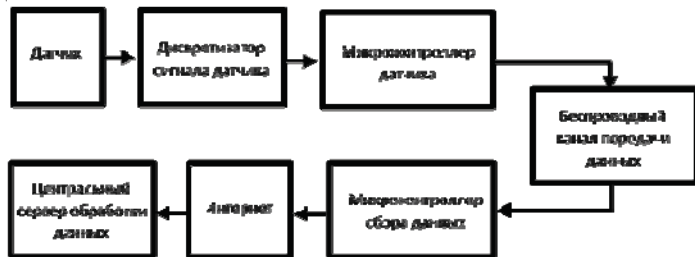 Датчик
Дискретизатор
сигнала датчика
Микроконтроллер
датчика
Беспроводный
канал передачи
данных
Микроконтроллер
сбора данных
Интернет
Центральный
сервер обработки
данных